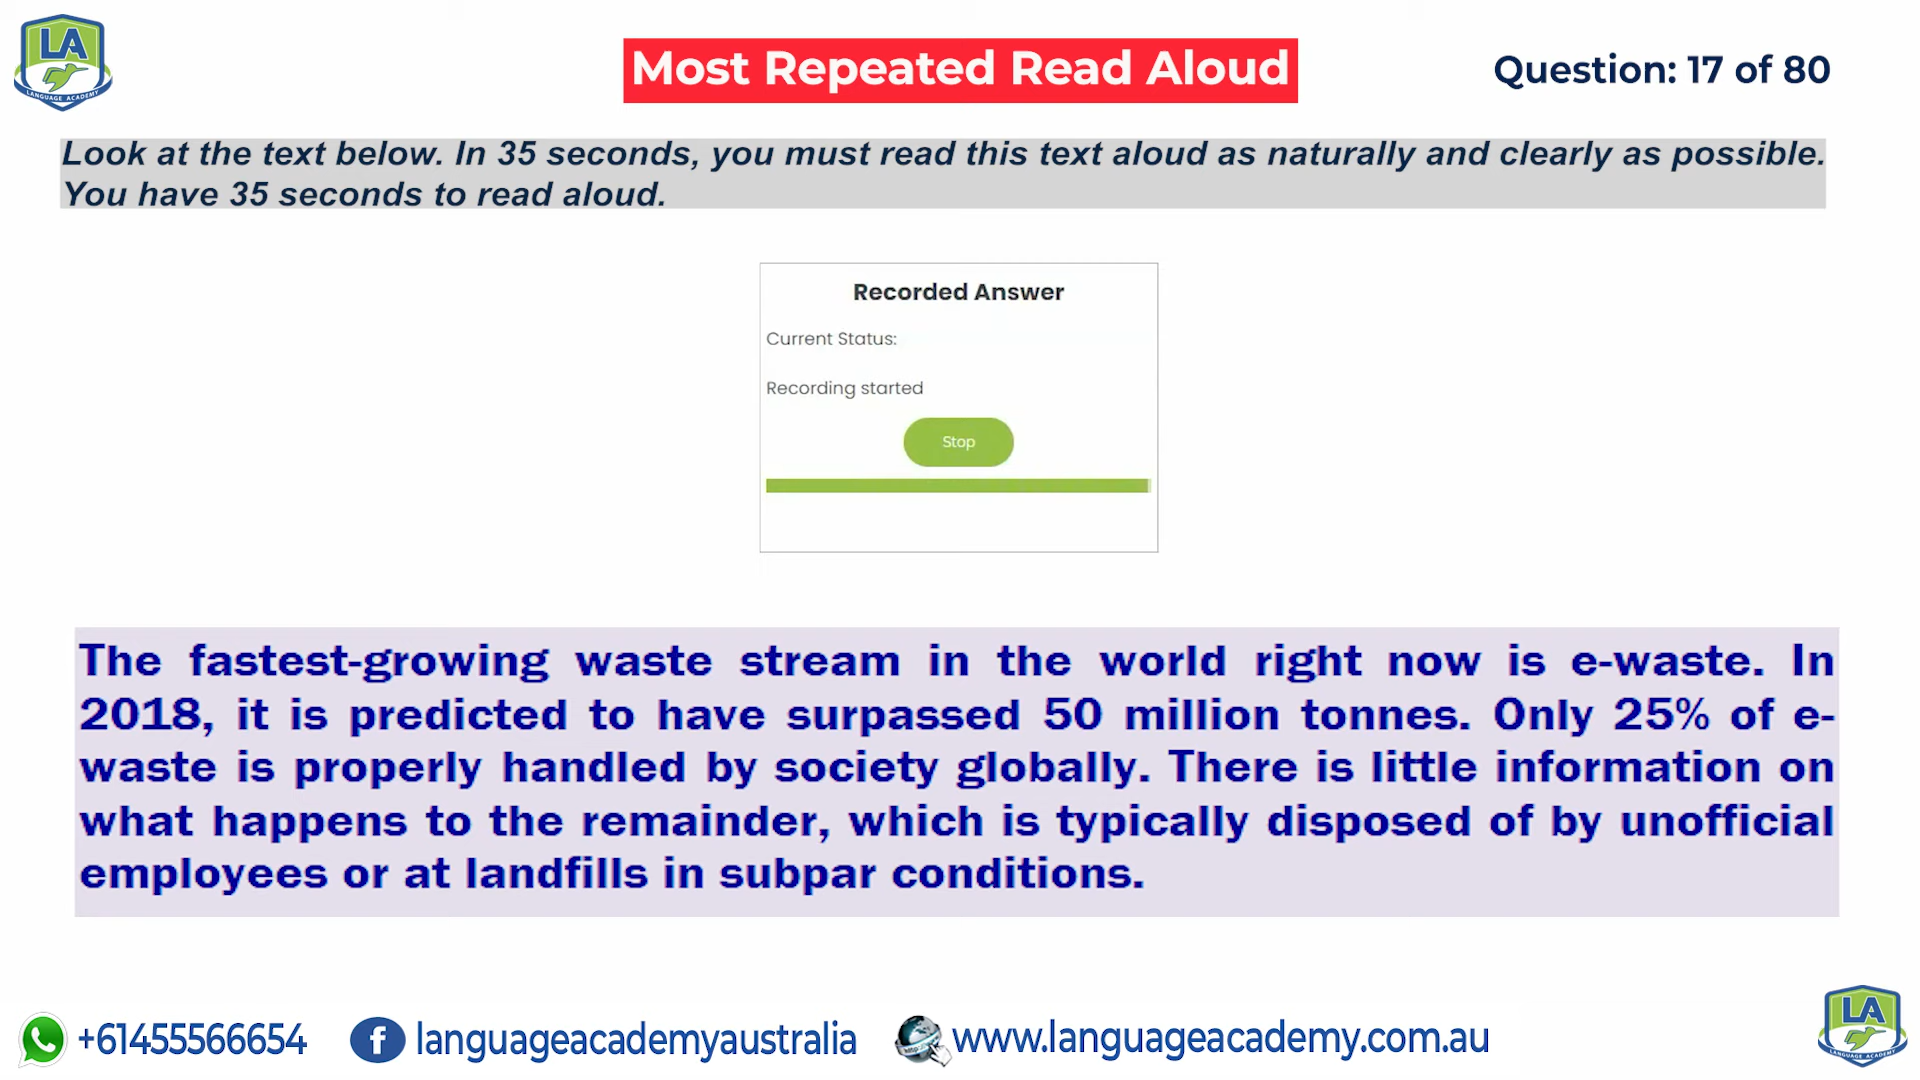 LA
LANGUAGE ACADEMY
Most Repeated Read Aloud
Question: 17 of 80
Look at the text below. In 35 seconds, you must read this text aloud as naturally and clearly as possible.
You have 35 seconds to read aloud.
Recorded Answer
Current Status:
Recording started
Stop
The fastest-growing waste stream in the world right now is e-waste. In
2018, it is predicted to have surpassed 50 million tonnes. Only 25% of e-
waste is properly handled by society globally. There is little information on
what happens to the remainder, which is typically disposed of by unofficial
employees or at landfills in subpar conditions.
+61455566654
languageacademyaustralia
www.languageacademy.com.au
LA
LANGUAGE ACADEMY